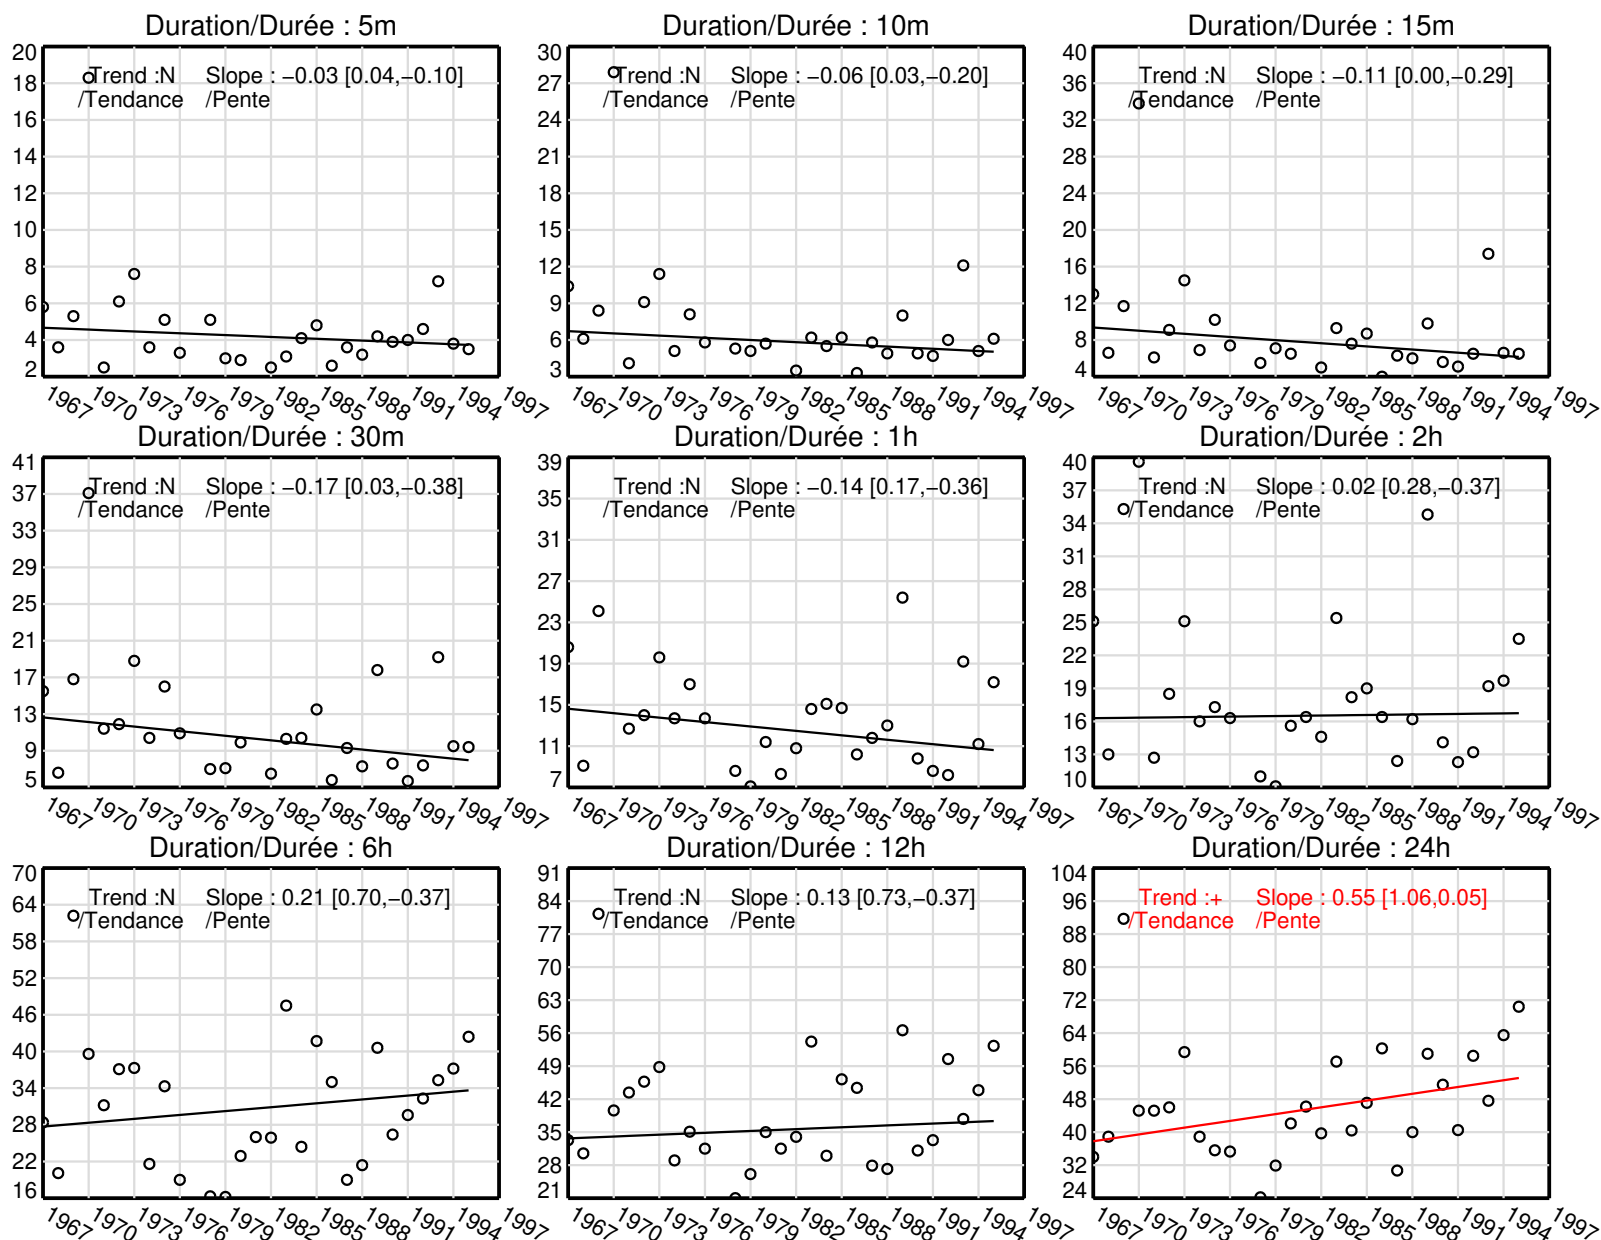 Duration/Durée : 5m
Trend :N Slope : −0.03 [0.04,−0.10]
/Tendance /Pente
20
18
16
14
12
10
8
6
4
2
1967 1970 1973 1976 1979 1982 1985 1988 1991 1994 1997
Duration/Durée : 10m
Trend :N Slope : −0.06 [0.03,−0.20]
/Tendance /Pente
30
27
24
21
18
15
12
9
6
3
1967 1970 1973 1976 1979 1982 1985 1988 1991 1994 1997
Duration/Durée : 15m
Trend :N Slope : −0.11 [0.00,−0.29]
/Tendance /Pente
40
36
32
28
24
20
16
12
8
4
1967 1970 1973 1976 1979 1982 1985 1988 1991 1994 1997
Duration/Durée : 30m
Trend :N Slope : −0.17 [0.03,−0.38]
/Tendance /Pente
41
37
33
29
25
21
17
13
9
5
1967 1970 1973 1976 1979 1982 1985 1988 1991 1994 1997
Duration/Durée : 1h
Trend :N Slope : −0.14 [0.17,−0.36]
/Tendance /Pente
39
35
31
27
23
19
15
11
7
1967 1970 1973 1976 1979 1982 1985 1988 1991 1994 1997
Duration/Durée : 2h
Trend :N Slope : 0.02 [0.28,−0.37]
/Tendance /Pente
40
37
34
31
28
25
22
19
16
13
10
1967 1970 1973 1976 1979 1982 1985 1988 1991 1994 1997
Duration/Durée : 6h
Trend :N Slope : 0.21 [0.70,−0.37]
/Tendance /Pente
70
64
58
52
46
40
34
28
22
16
1967 1970 1973 1976 1979 1982 1985 1988 1991 1994 1997
Duration/Durée : 12h
Trend :N Slope : 0.13 [0.73,−0.37]
/Tendance /Pente
91
84
77
70
63
56
49
42
35
28
21
1967 1970 1973 1976 1979 1982 1985 1988 1991 1994 1997
Duration/Durée : 24h
Trend :+ Slope : 0.55 [1.06,0.05]
/Tendance /Pente
104
96
88
80
72
64
56
48
40
32
24
1967 1970 1973 1976 1979 1982 1985 1988 1991 1994 1997